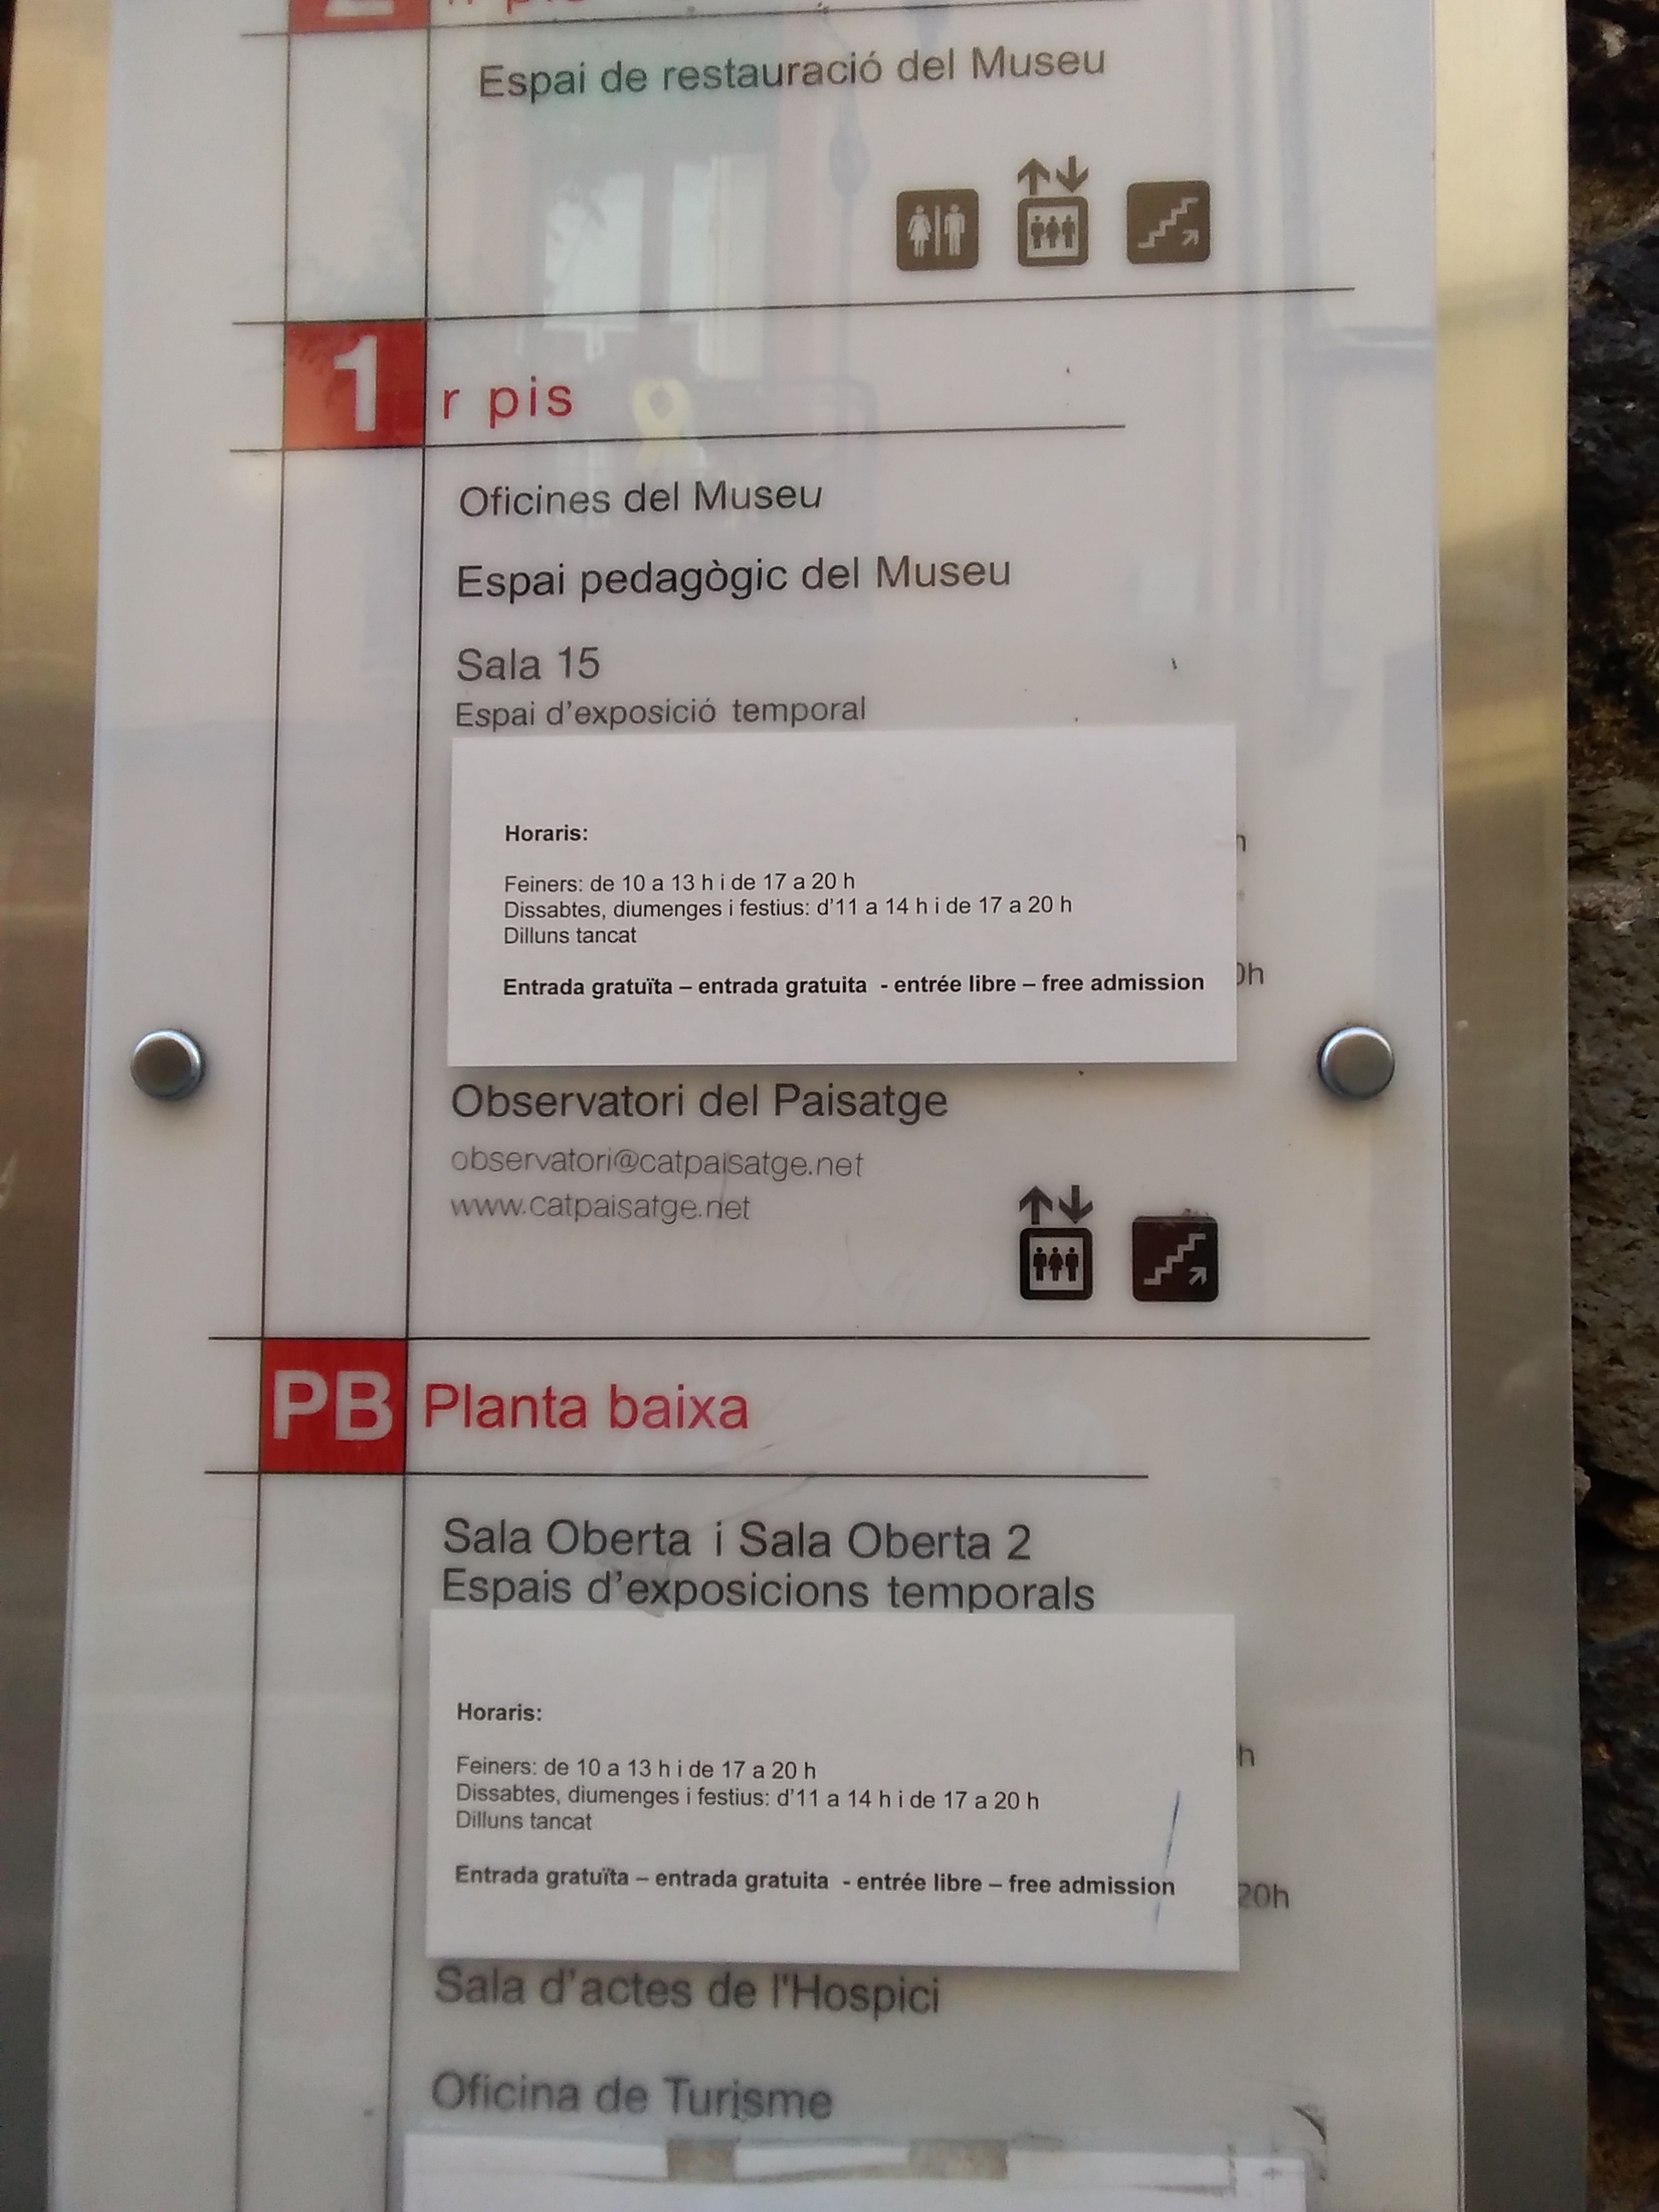 Espai de restauració del Museu
1 r pis
Oficines del Museu
Espai pedagògic del Museu
Sala 15
Espai d'exposició temporal
Horaris:
Feiners: de 10 a 13 h i de 17 a 20 h
Dissabtes, diumenges i festius: d'11 a 14 h i de 17 a 20 h
Dilluns tancat
Entrada gratuïta – entrada gratuita - entrée libre – free admission
Observatori del Paisatge
observatori@catpaisatge.net
www.catpaisatge.net
PB Planta baixa
Sala Oberta i Sala Oberta 2
Espais d'exposicions temporals
Horaris:
h
Feiners: de 10 a 13 h i de 17 a 20 h
Dissabtes, diumenges i festius: d'11 a 14 h i de 17 a 20 h
Dilluns tancat
Entrada gratuïta – entrada gratuita - entrée libre – free admission
20h
Sala d'actes de l'Hospici
Oficina de Turisme